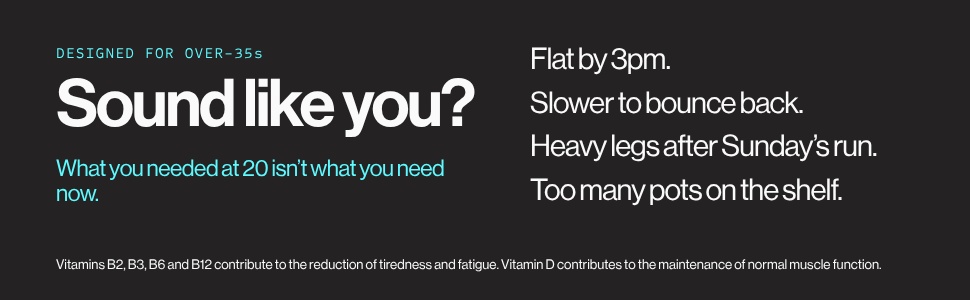 DESIGNED FOR OVER-35s
Sound like you?
What you needed at 20 isn’t what you need
now.
Flat by 3pm.
Slower to bounce back.
Heavy legs after Sunday’s run.
Too many pots on the shelf.
Vitamins B2, B3, B6 and B12 contribute to the reduction of tiredness and fatigue. Vitamin D contributes to the maintenance of normal muscle function.